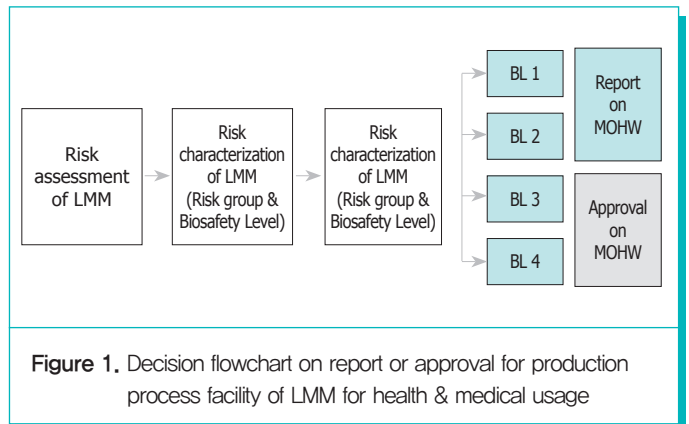 Risk
assessment
of LMM
Risk
characterization
of LMM
(Risk group &
Biosafety Level)
Risk
characterization
of LMM
(Risk group &
Biosafety Level)
BL 1
BL 2
BL 3
BL 4
Report
on
MOHW
Approval
on
MOHW
Figure 1. Decision flowchart on report or approval for production
process facility of LMM for health & medical usage